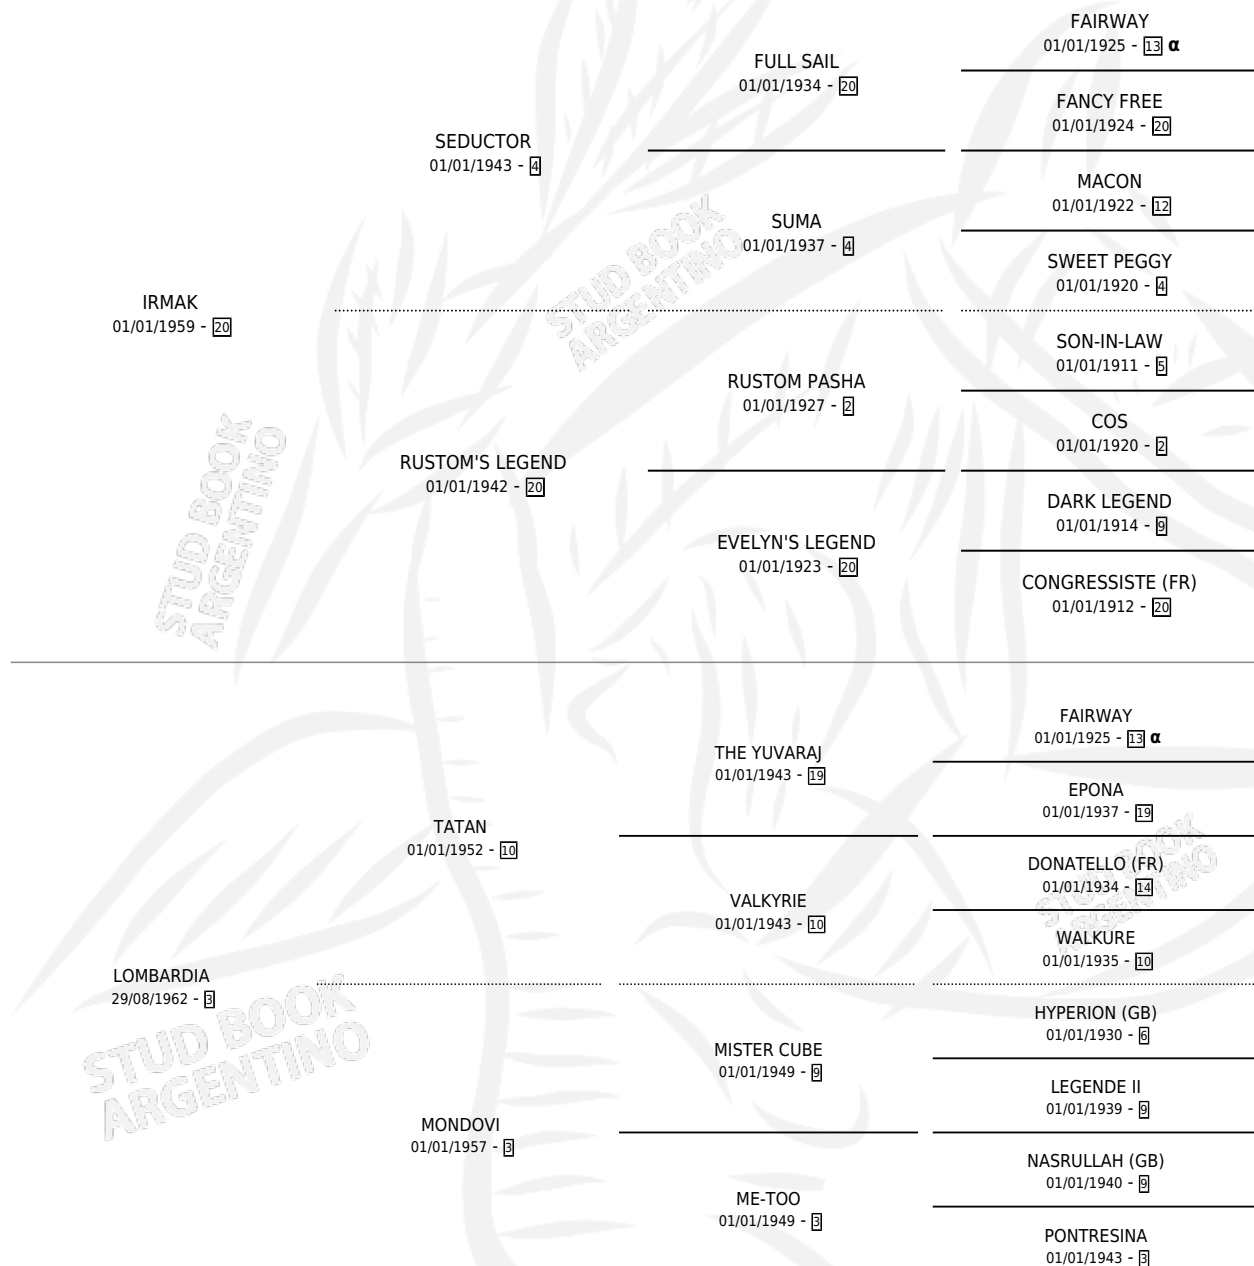 FAIRWAY
01/01/1925 - 13 α
FULL SAIL
01/01/1934 - 20
FANCY FREE
01/01/1924 - 20
SEDUCTOR
01/01/1943 - 4
MACON
01/01/1922 - 12
SUMA
01/01/1937 - 4
SWEET PEGGY
01/01/1920 - 4
IRMAK
01/01/1959 - 20
STUD BOOK
ARGENTINO
SON-IN-LAW
01/01/1911 - 5
RUSTOM PASHA
01/01/1927 - 2
COS
01/01/1920 - 2
RUSTOM'S LEGEND
01/01/1942 - 20
DARK LEGEND
01/01/1914 - 9
EVELYN'S LEGEND
01/01/1923 - 20
CONGRESSISTE (FR)
01/01/1912 - 20
STUD BOOK
ARGENTINO
FAIRWAY
01/01/1925 - 13 α
THE YUVARAJ
01/01/1943 - 19
EPONA
01/01/1937 - 19
TATAN
01/01/1952 - 10
DONATELLO (FR)
01/01/1934 - 14
VALKYRIE
01/01/1943 - 10
WALKURE
01/01/1935 - 10
STUD BOOK
ARGENTINO
LOMBARDIA
29/08/1962 - 3
HYPERION (GB)
01/01/1930 - 6
MISTER CUBE
01/01/1949 - 9
LEGENDE II
01/01/1939 - 9
STUD BOOK
ARGENTINO
MONDOVI
01/01/1957 - 3
NASRULLAH (GB)
01/01/1940 - 9
ME-TOO
01/01/1949 - 3
PONTRESINA
01/01/1943 - 3